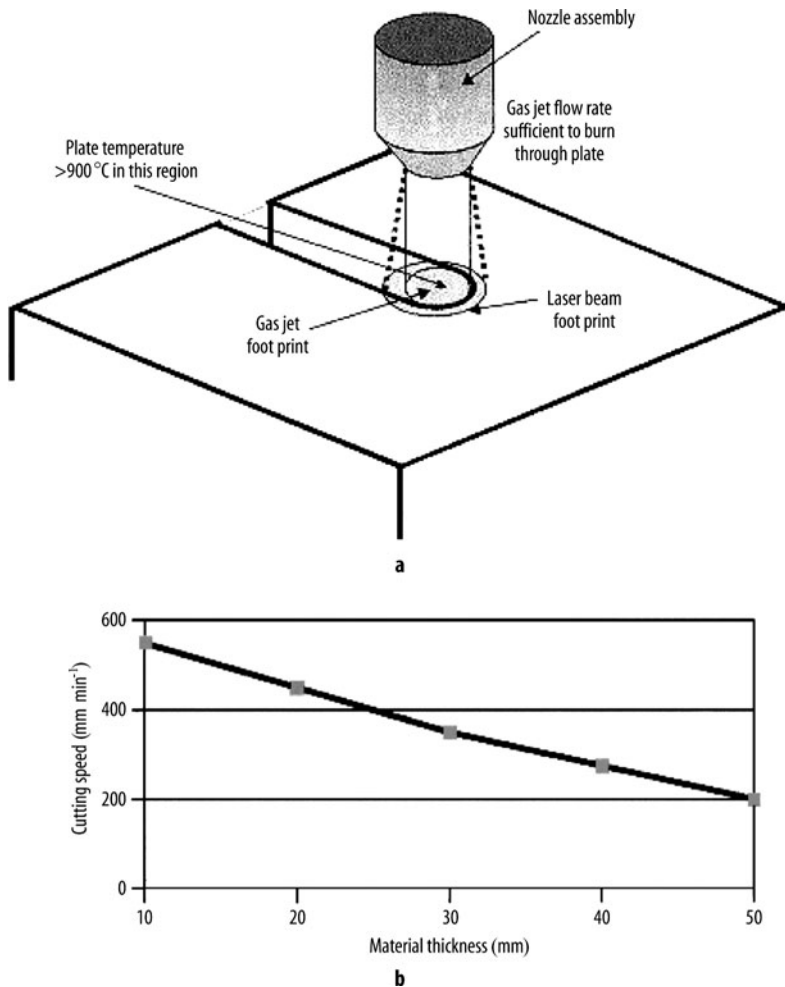 Nozzle assembly
Gas jet flow rate
sufficient to burn
through plate
Plate temperature
>900 °C in this region
Gas jet
foot print
Laser beam
foot print
a
600
400
200
0
Cutting speed (mm min⁻¹)
10
20
30
40
50
Material thickness (mm)
b